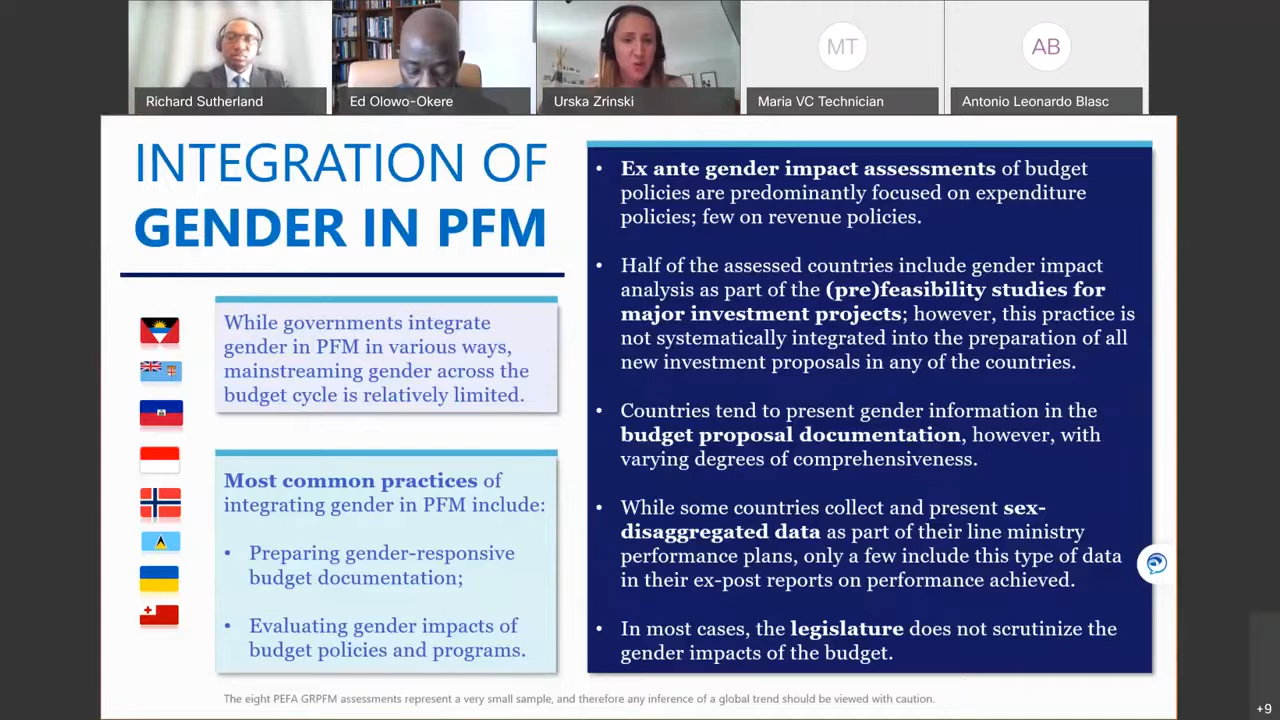 Richard Sutherland
Ed Olowo-Okere
Urska Zrinski
MT
Maria VC Technician
AB
Antonio Leonardo Blasc
INTEGRATION OF
GENDER IN PFM
While governments integrate
gender in PFM in various ways,
mainstreaming gender across the
budget cycle is relatively limited.
Most common practices of
integrating gender in PFM include:
• Preparing gender-responsive
budget documentation;
• Evaluating gender impacts of
budget policies and programs.
• Ex ante gender impact assessments of budget
policies are predominantly focused on expenditure
policies; few on revenue policies.
• Half of the assessed countries include gender impact
analysis as part of the (pre)feasibility studies for
major investment projects; however, this practice is
not systematically integrated into the preparation of all
new investment proposals in any of the countries.
• Countries tend to present gender information in the
budget proposal documentation, however, with
varying degrees of comprehensiveness.
• While some countries collect and present sex-
disaggregated data as part of their line ministry
performance plans, only a few include this type of data
in their ex-post reports on performance achieved.
• In most cases, the legislature does not scrutinize the
gender impacts of the budget.
The eight PEFA GRPFM assessments represent a very small sample, and therefore any inference of a global trend should be viewed with caution.
+9